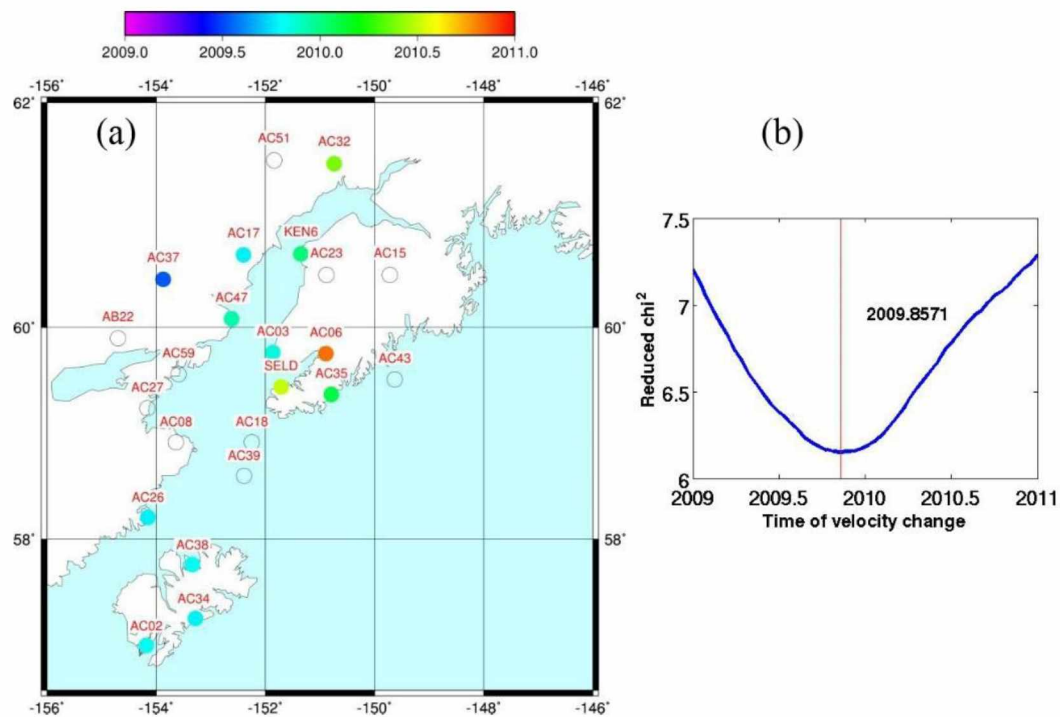 2009.0 2009.5 2010.0 2010.5 2011.0
-156° -154° -152° -150° -148° -146°
62° 62°
(a)
AC51
AC32
AC17
KEN6
AC37
AC23
AC15
AC47
AB22
60° 60°
AC03
AC06
AC59
SELD
AC43
AC27
AC35
AC08
AC18
AC39
AC26
58° 58°
AC38
AC34
AC02
-156° -154° -152° -150° -148° -146°
(b)
7.5
7
6.5
6
Reduced chi²
2009.8571
2009 2009.5 2010 2010.5 2011
Time of velocity change